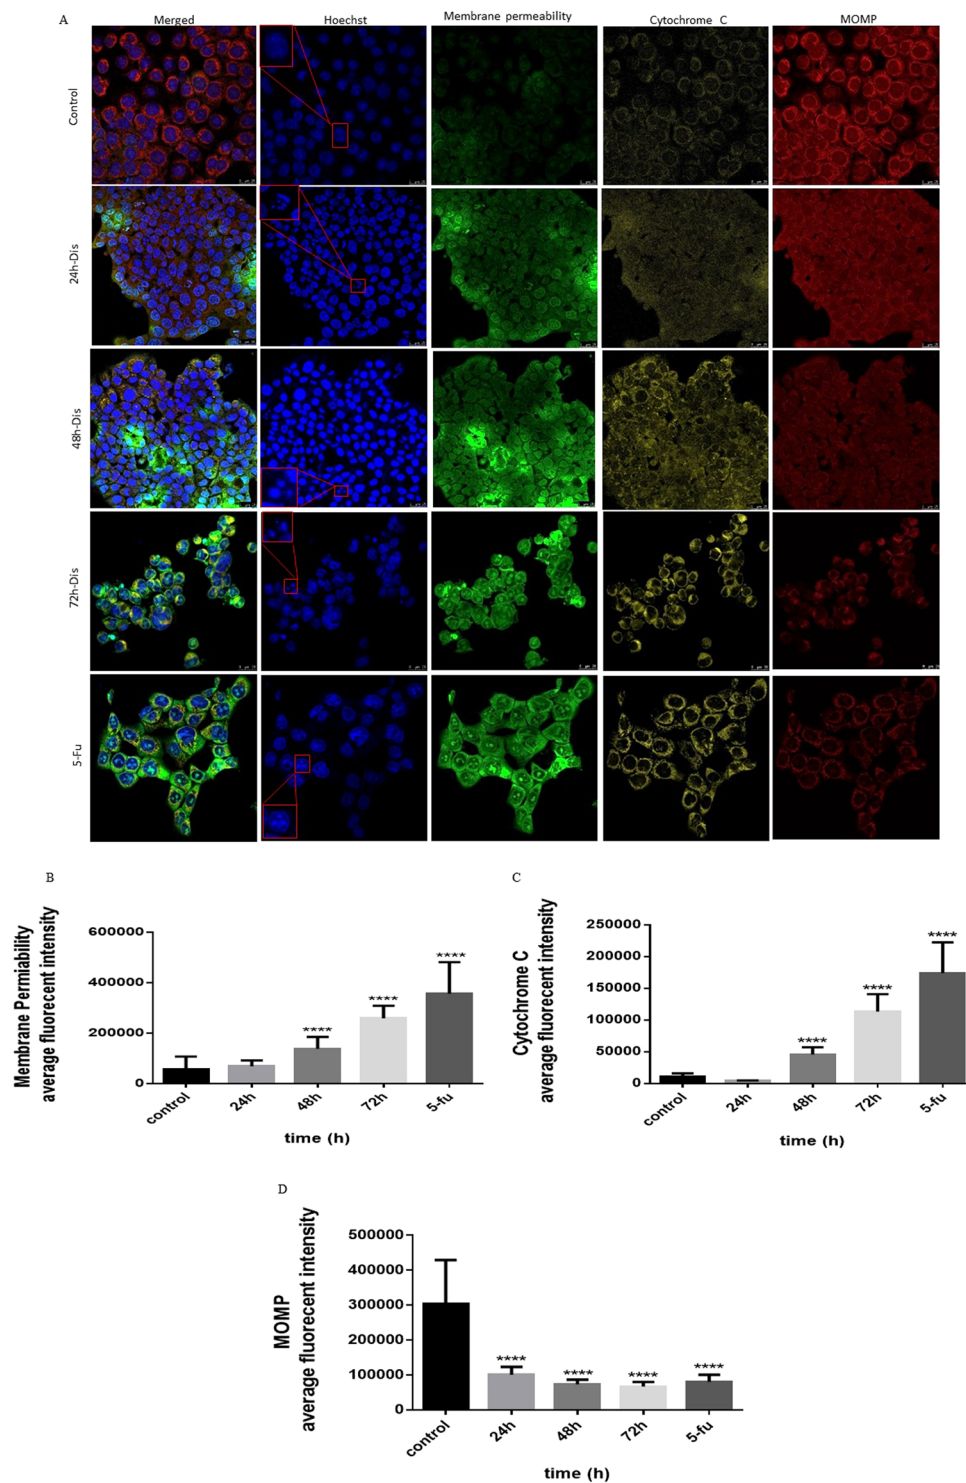 A
Merged
Hoechst
Membrane permeability
Cytochrome C
MOMP
Control
24h-Dis
48h-Dis
72h-Dis
5-Fu
B
Membrane Permiability
average fluorecent intensity
600000
400000
200000
0
****
****
****
control
24h
48h
72h
5-fu
time (h)
C
Cytochrome C
average fluorecent intensity
250000
200000
150000
100000
50000
0
****
****
****
control
24h
48h
72h
5-fu
time (h)
D
MOMP
average fluorecent intensity
500000
400000
300000
200000
100000
0
****
****
****
****
control
24h
48h
72h
5-fu
time (h)